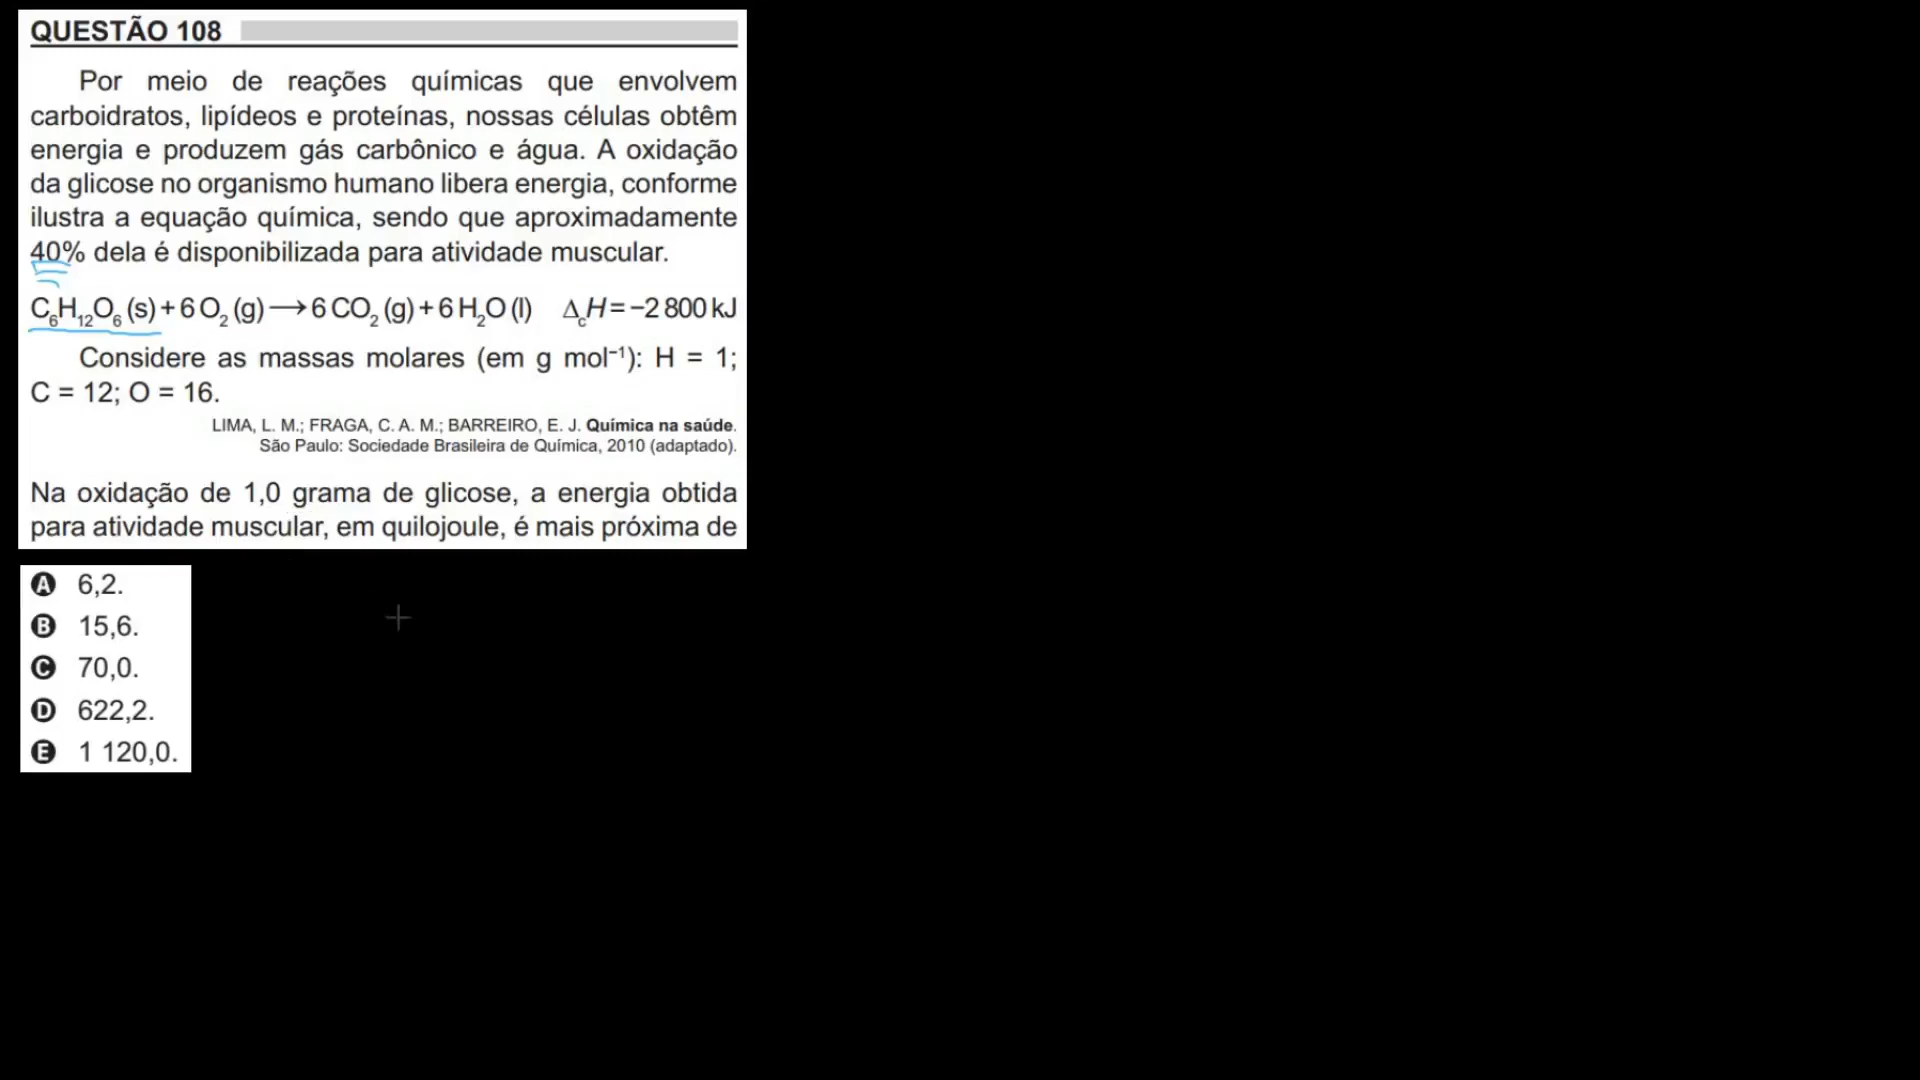 QUESTÃO 108
Por meio de reações químicas que envolvem
carboidratos, lipídeos e proteínas, nossas células obtêm
energia e produzem gás carbônico e água. A oxidação
da glicose no organismo humano libera energia, conforme
ilustra a equação química, sendo que aproximadamente
40% dela é disponibilizada para atividade muscular.
C₆H₁₂O₆ (s) + 6 O₂ (g) ⟶ 6 CO₂ (g) + 6 H₂O (l) Δ꜀H = −2 800 kJ
Considere as massas molares (em g mol⁻¹): H = 1;
C = 12; O = 16.
LIMA, L. M.; FRAGA, C. A. M.; BARREIRO, E. J. Química na saúde.
São Paulo: Sociedade Brasileira de Química, 2010 (adaptado).
Na oxidação de 1,0 grama de glicose, a energia obtida
para atividade muscular, em quilojoule, é mais próxima de
A 6,2.
B 15,6.
C 70,0.
D 622,2.
E 1 120,0.